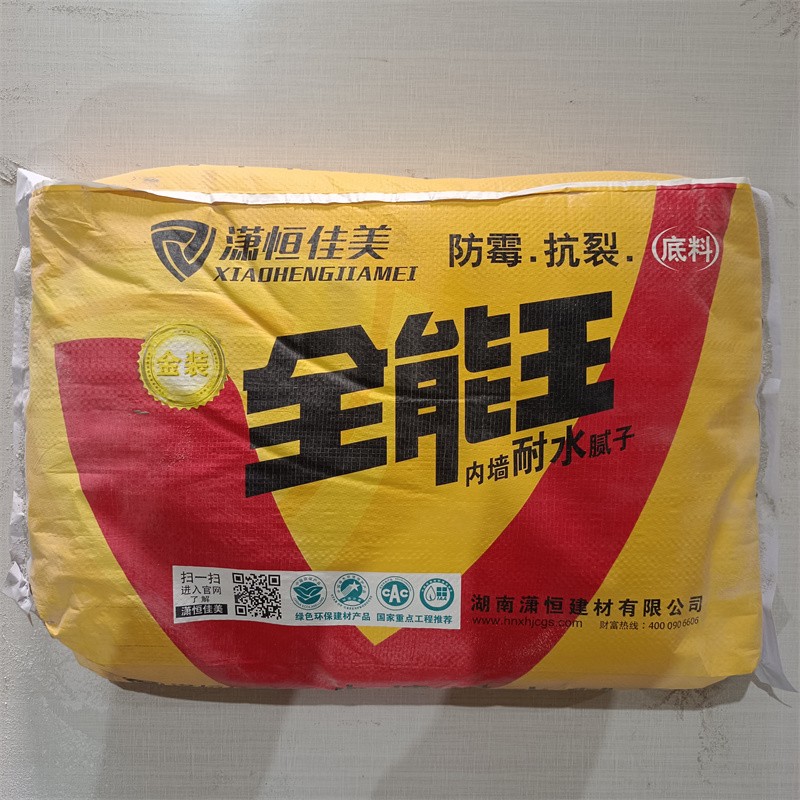 潇恒佳美
XIAOHENGJIAMEI
防霉.抗裂.
底料
金装
全能王
内墙耐水腻子
扫一扫
进入官网
了解
潇恒佳美
CAC
绿色环保建材产品 国家重点工程推荐
湖南潇恒建材有限公司
www.hnxhjcgs.com 财富热线：400 090 6606